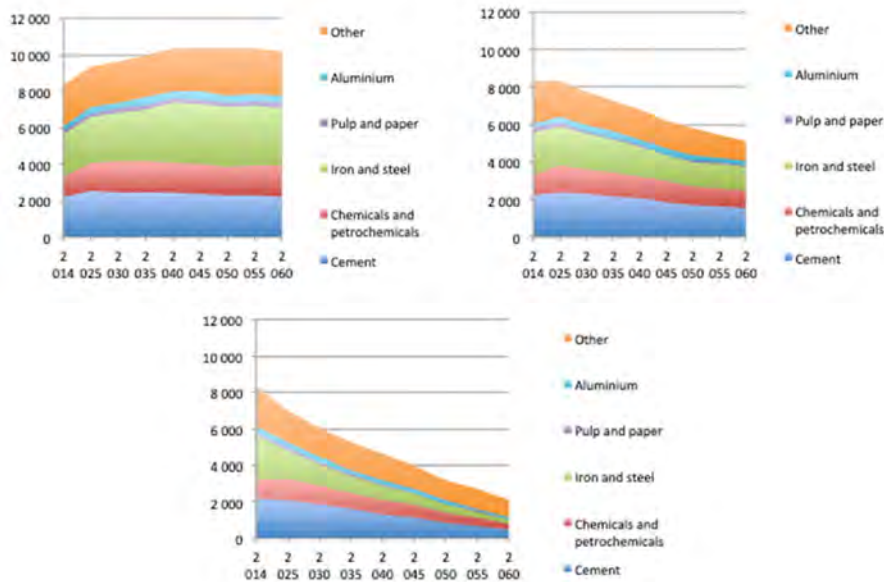 12 000
10 000
8 000
6 000
4 000
2 000
0
2 2 2 2 2 2 2 2 2
014 025 030 035 040 045 050 055 060
Other
Aluminium
Pulp and paper
Iron and steel
Chemicals and
petrochemicals
Cement
12 000
10 000
8 000
6 000
4 000
2 000
0
2 2 2 2 2 2 2 2 2
014 025 030 035 040 045 050 055 060
Other
Aluminium
Pulp and paper
Iron and steel
Chemicals and
petrochemicals
Cement
12 000
10 000
8 000
6 000
4 000
2 000
0
2 2 2 2 2 2 2 2 2
014 025 030 035 040 045 050 055 060
Other
Aluminium
Pulp and paper
Iron and steel
Chemicals and
petrochemicals
Cement